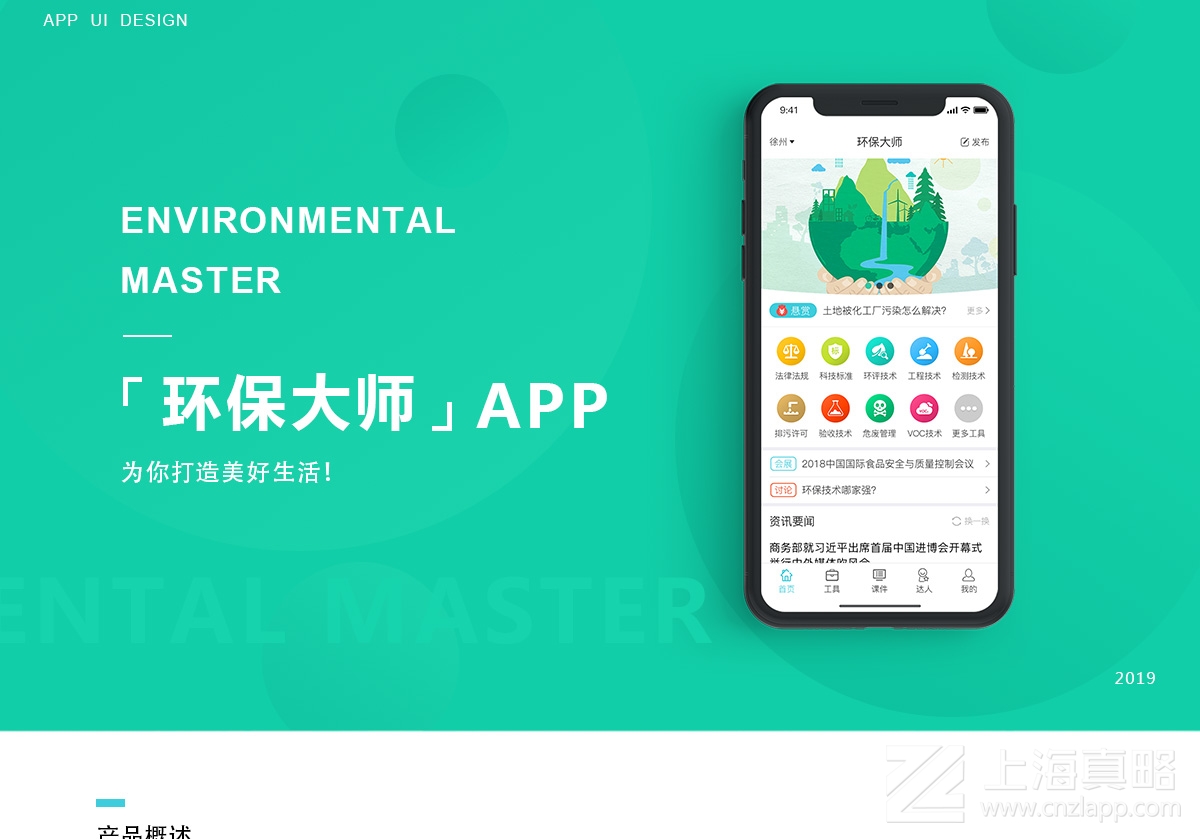 APP UI DESIGN
ENVIRONMENTAL
MASTER
「环保大师」APP
为你打造美好生活!
ENTAL MASTER
9:41
徐州
环保大师
发布
悬赏 土地被化工厂污染怎么解决? 更多
法律法规 科技标准 环评技术 工程技术 检测技术
排污许可 验收技术 危废管理 VOC技术 更多工具
会展 2018中国国际食品安全与质量控制会议
讨论 环保技术哪家强?
资讯要闻 换一换
商务部就习近平出席首届中国进博会开幕式
举行中外媒体吹风会
首页 工具 课件 达人 我的
2019
上海真略
www.cnzlapp.com
产品概述